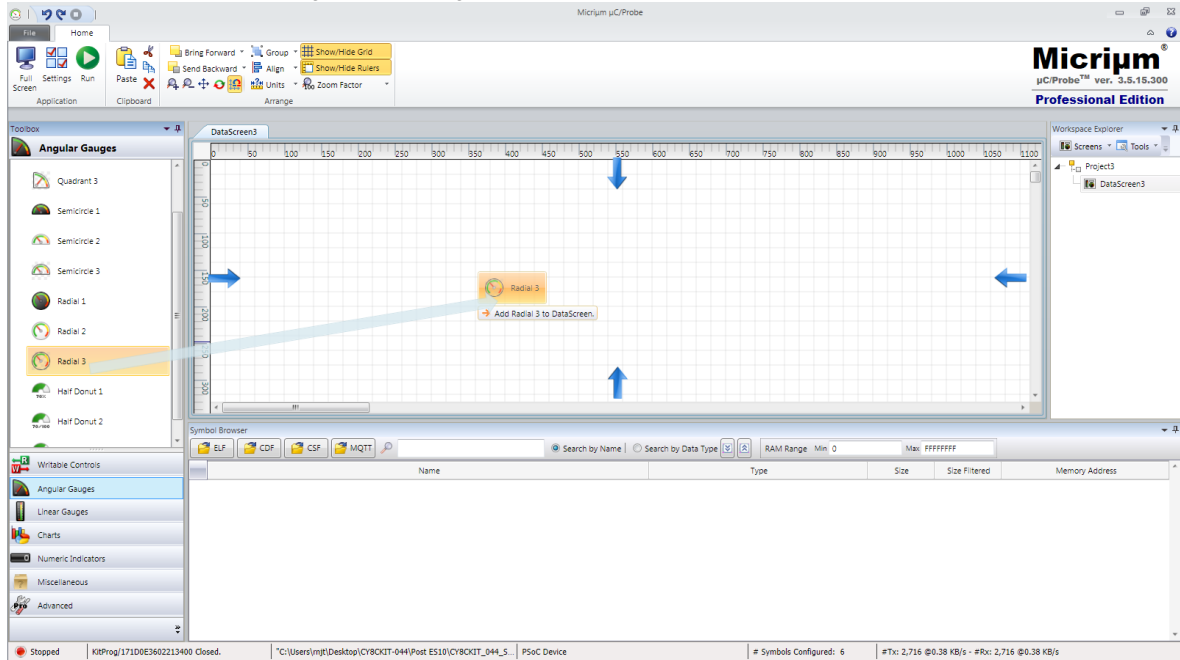 Micriµm µC/Probe
File Home
Full Screen
Settings
Run
Application
Paste
Clipboard
Bring Forward
Send Backward
Group
Align
Units
Show/Hide Grid
Show/Hide Rulers
Zoom Factor
Arrange
Micriµm®
µC/Probe™ ver. 3.5.15.300
Professional Edition
Toolbox
Angular Gauges
Quadrant 3
Semicircle 1
Semicircle 2
Semicircle 3
Radial 1
Radial 2
Radial 3
Half Donut 1
Half Donut 2
Writable Controls
Angular Gauges
Linear Gauges
Charts
Numeric Indicators
Miscellaneous
Pro Advanced
DataScreen3
0 50 100 150 200 250 300 350 400 450 500 550 600 650 700 750 800 850 900 950 1000 1050 1100
0
50
100
150
200
250
300
Radial 3
Add Radial 3 to DataScreen.
Workspace Explorer
Screens Tools
Project3
DataScreen3
Symbol Browser
ELF CDF CSF MQTT Search by Name | Search by Data Type RAM Range Min 0 Max FFFFFFFF
Name Type Size Size Filtered Memory Address
Stopped KitProg/171D0E3602213400 Closed. "C:\Users\mjt\Desktop\CY8CKIT-044\Post ES10\CY8CKIT_044_S... PSoC Device # Symbols Configured: 6 #Tx: 2,716 @0.38 KB/s - #Rx: 2,716 @0.38 KB/s